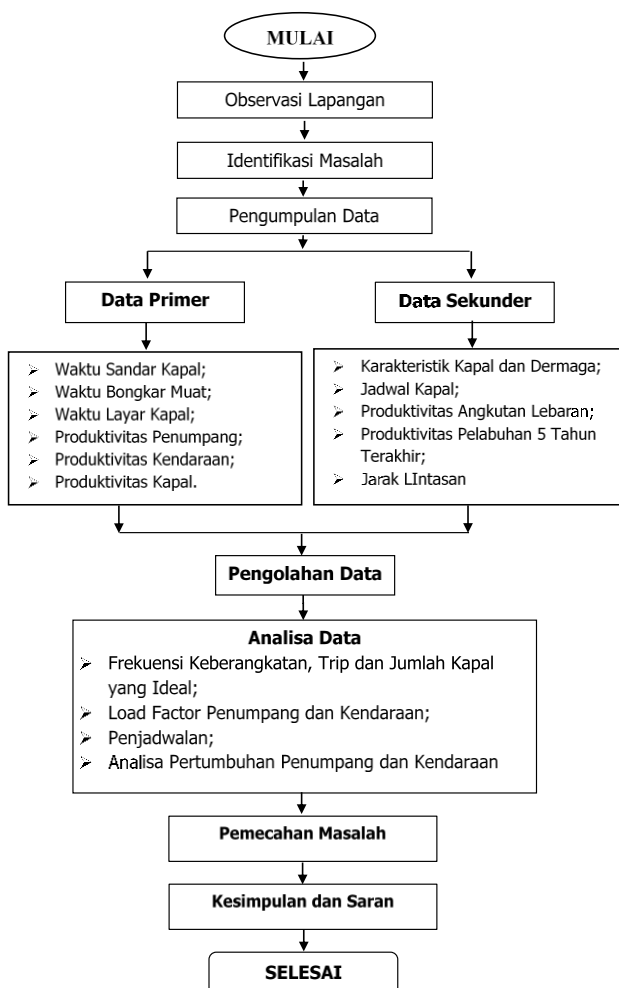 MULAI
Observasi Lapangan
Identifikasi Masalah
Pengumpulan Data
Data Primer
Waktu Sandar Kapal;
Waktu Bongkar Muat;
Waktu Layar Kapal;
Produktivitas Penumpang;
Produktivitas Kendaraan;
Produktivitas Kapal.
Data Sekunder
Karakteristik Kapal dan Dermaga;
Jadwal Kapal;
Produktivitas Angkutan Lebaran;
Produktivitas Pelabuhan 5 Tahun
Terakhir;
Jarak LIntasan
Pengolahan Data
Analisa Data
Frekuensi Keberangkatan, Trip dan Jumlah Kapal
yang Ideal;
Load Factor Penumpang dan Kendaraan;
Penjadwalan;
Analisa Pertumbuhan Penumpang dan Kendaraan
Pemecahan Masalah
Kesimpulan dan Saran
SELESAI